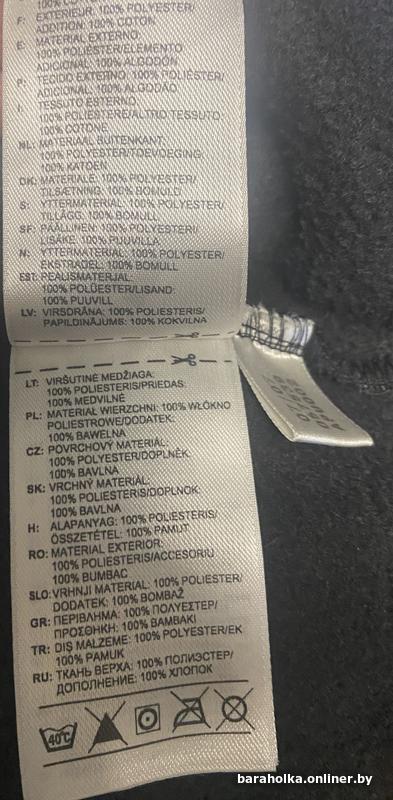 100% COTON
F: EXTERIEUR: 100% POLYESTER/
ADDITION: 100% COTON
E: MATERIAL EXTERNO:
100% POLIÉSTER/ELEMENTO
ADICIONAL: 100% ALGODÓN
P: TECIDO EXTERNO: 100% POLIÉSTER/
ADICIONAL: 100% ALGODÃO
I: TESSUTO ESTERNO:
100% POLIESTERE/ALTRO TESSUTO:
100% COTONE
NL: MATERIAAL BUITENKANT:
100% POLYESTER/TOEVOEGING:
100% KATOEN
DK: MATERIALE: 100% POLYESTER/
TILSÆTNING: 100% BOMULD
S: YTTERMATERIAL: 100% POLYESTER/
TILLÄGG: 100% BOMULL
SF: PÄÄLLINEN: 100% POLYESTERI/
LISÄKE: 100% PUUVILLA
N: YTTERMATERIAL: 100% POLYESTER/
EKSTRADEL: 100% BOMULL
EST: PEALISMATERJAL:
100% POLÜESTER/LISAND:
100% PUUVILL
LV: VIRSDRĀNA: 100% POLIESTERIS/
PAPILDINĀJUMS: 100% KOKVILNA
LT: VIRŠUTINĖ MEDŽIAGA:
100% POLIESTERIS/PRIEDAS:
100% MEDVILNĖ
PL: MATERIAŁ WIERZCHNI: 100% WŁÓKNO
POLIESTROWE/DODATEK:
100% BAWEŁNA
CZ: POVRCHOVÝ MATERIÁL:
100% POLYESTER/DOPLNĚK:
100% BAVLNA
SK: VRCHNÝ MATERIÁL:
100% POLIESTERIS/DOPLNOK:
100% BAVLNA
H: ALAPANYAG: 100% POLIESTERIS/
ÖSSZETÉTEL: 100% PAMUT
RO: MATERIAL EXTERIOR:
100% POLIESTERIS/ACCESORIU
100% BUMBAC
SLO: VRHNJI MATERIAL: 100% POLIESTER/
DODATEK: 100% BOMBAŽ
GR: ΠΕΡΙΒΛΗΜΑ: 100% ΠΟΛΥΕΣΤΕΡ/
ΠΡΟΣΘΗΚΗ: 100% ΒΑΜΒΑΚΙ
TR: DIŞ MALZEME: 100% POLYESTER/EK
100% PAMUK
RU: ТКАНЬ ВЕРХА: 100% ПОЛИЭСТЕР/
ДОПОЛНЕНИЕ: 100% ХЛОПОК
40°C
baraholka.onliner.by